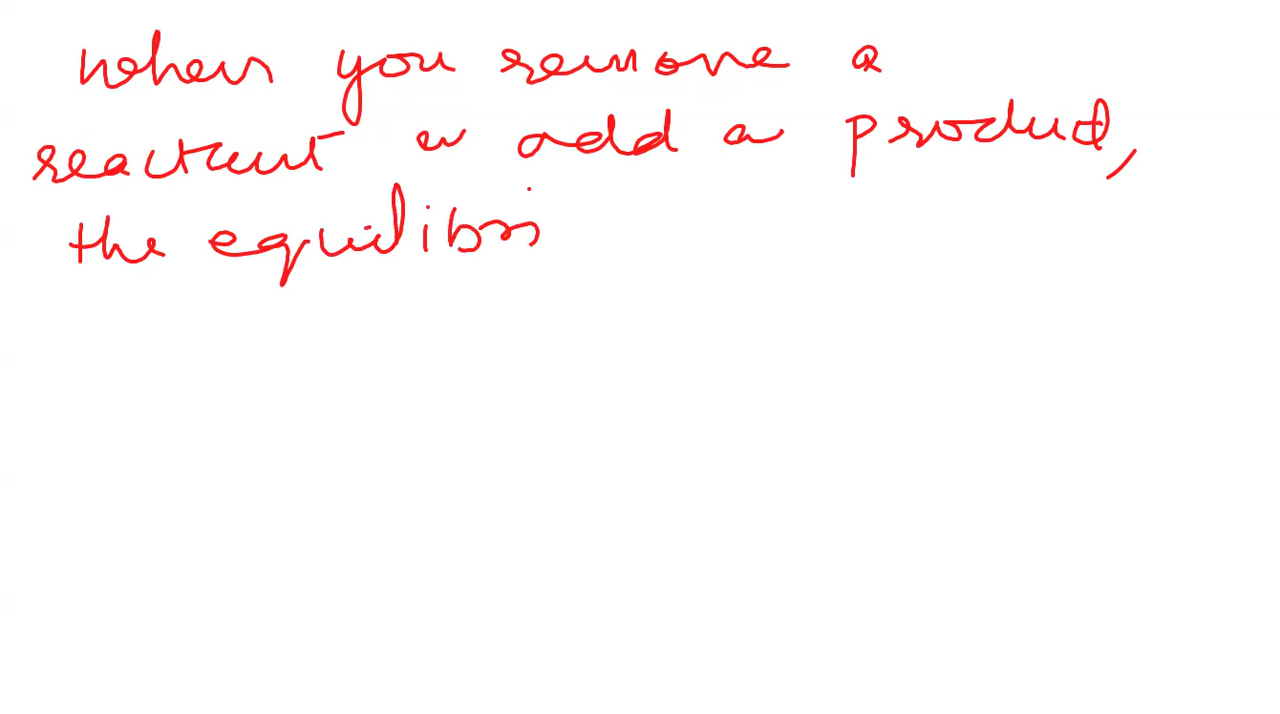 when you remove a
reactant or add a product,
the equilibri